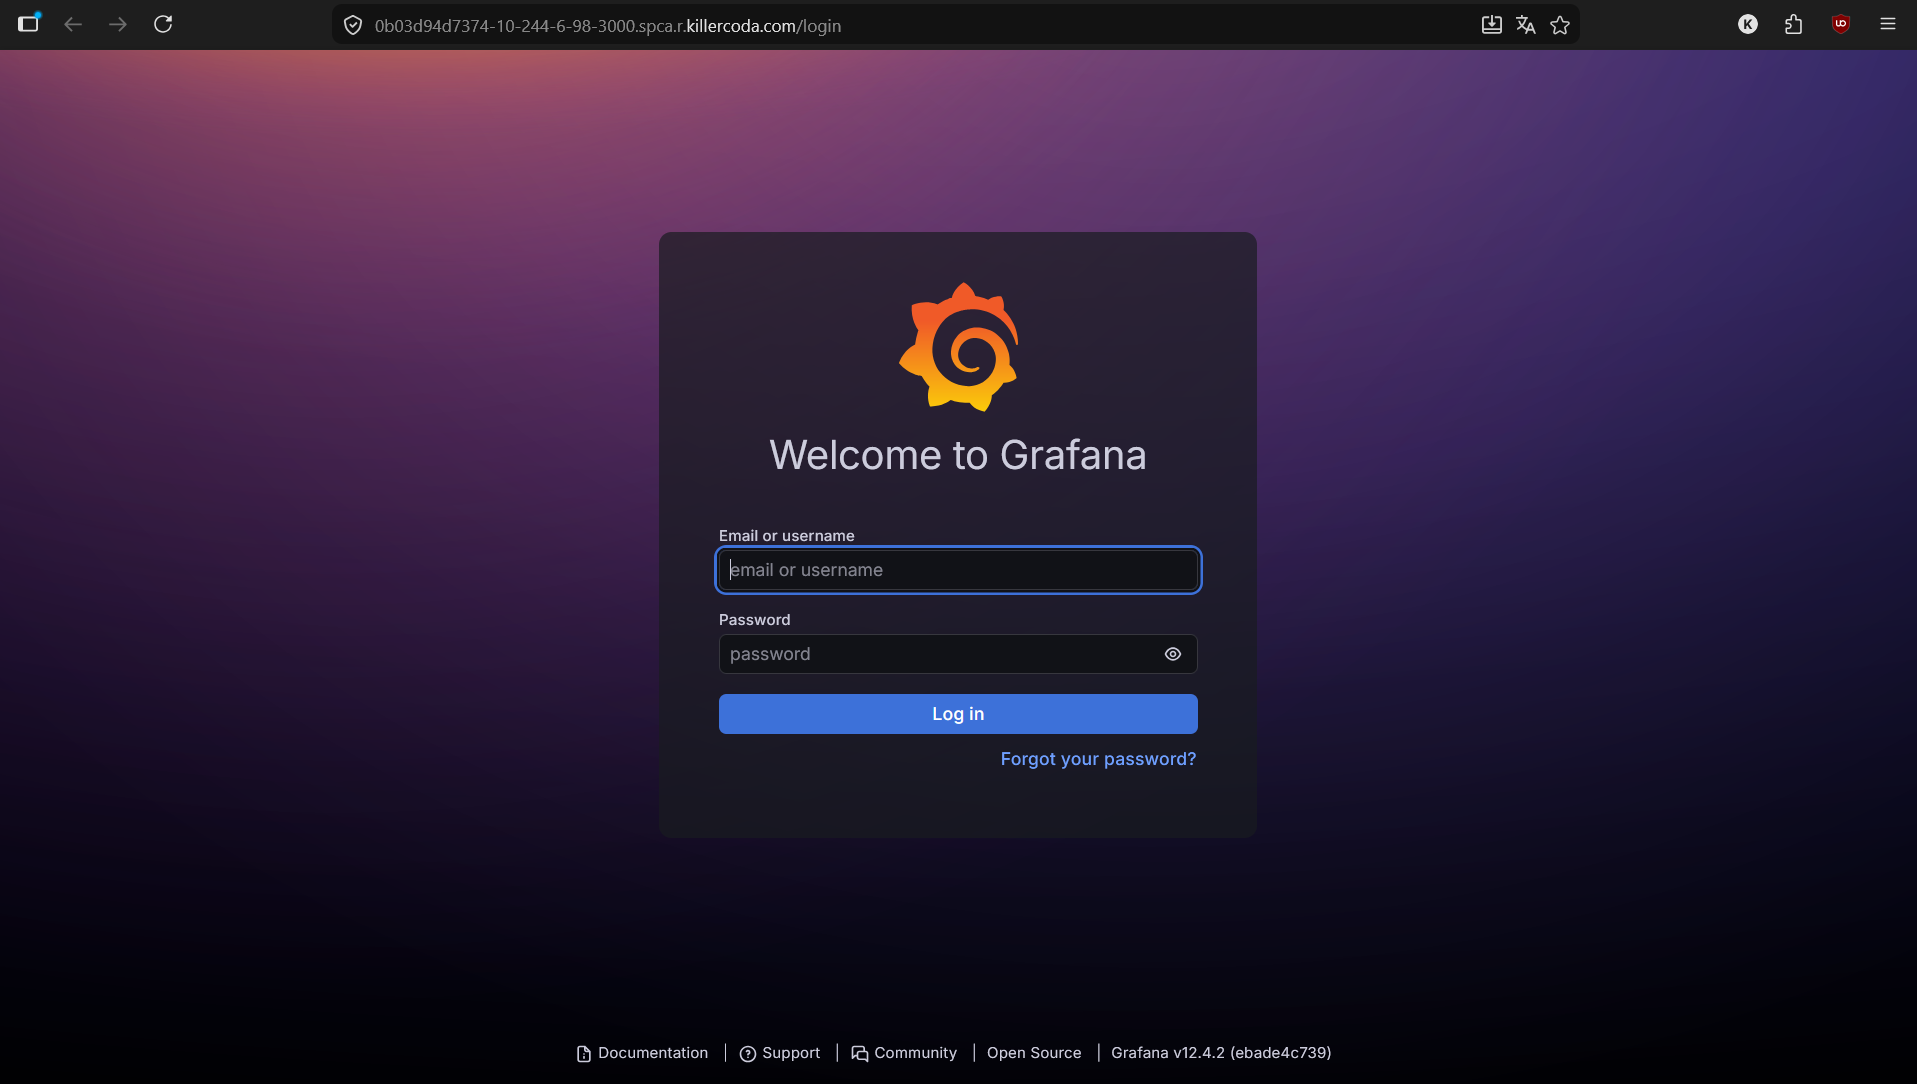 0b03d94d7374-10-244-6-98-3000.spca.r.killercoda.com/login
K
UD
Welcome to Grafana
Email or username
email or username
Password
password
Log in
Forgot your password?
Documentation | Support | Community | Open Source | Grafana v12.4.2 (ebade4c739)